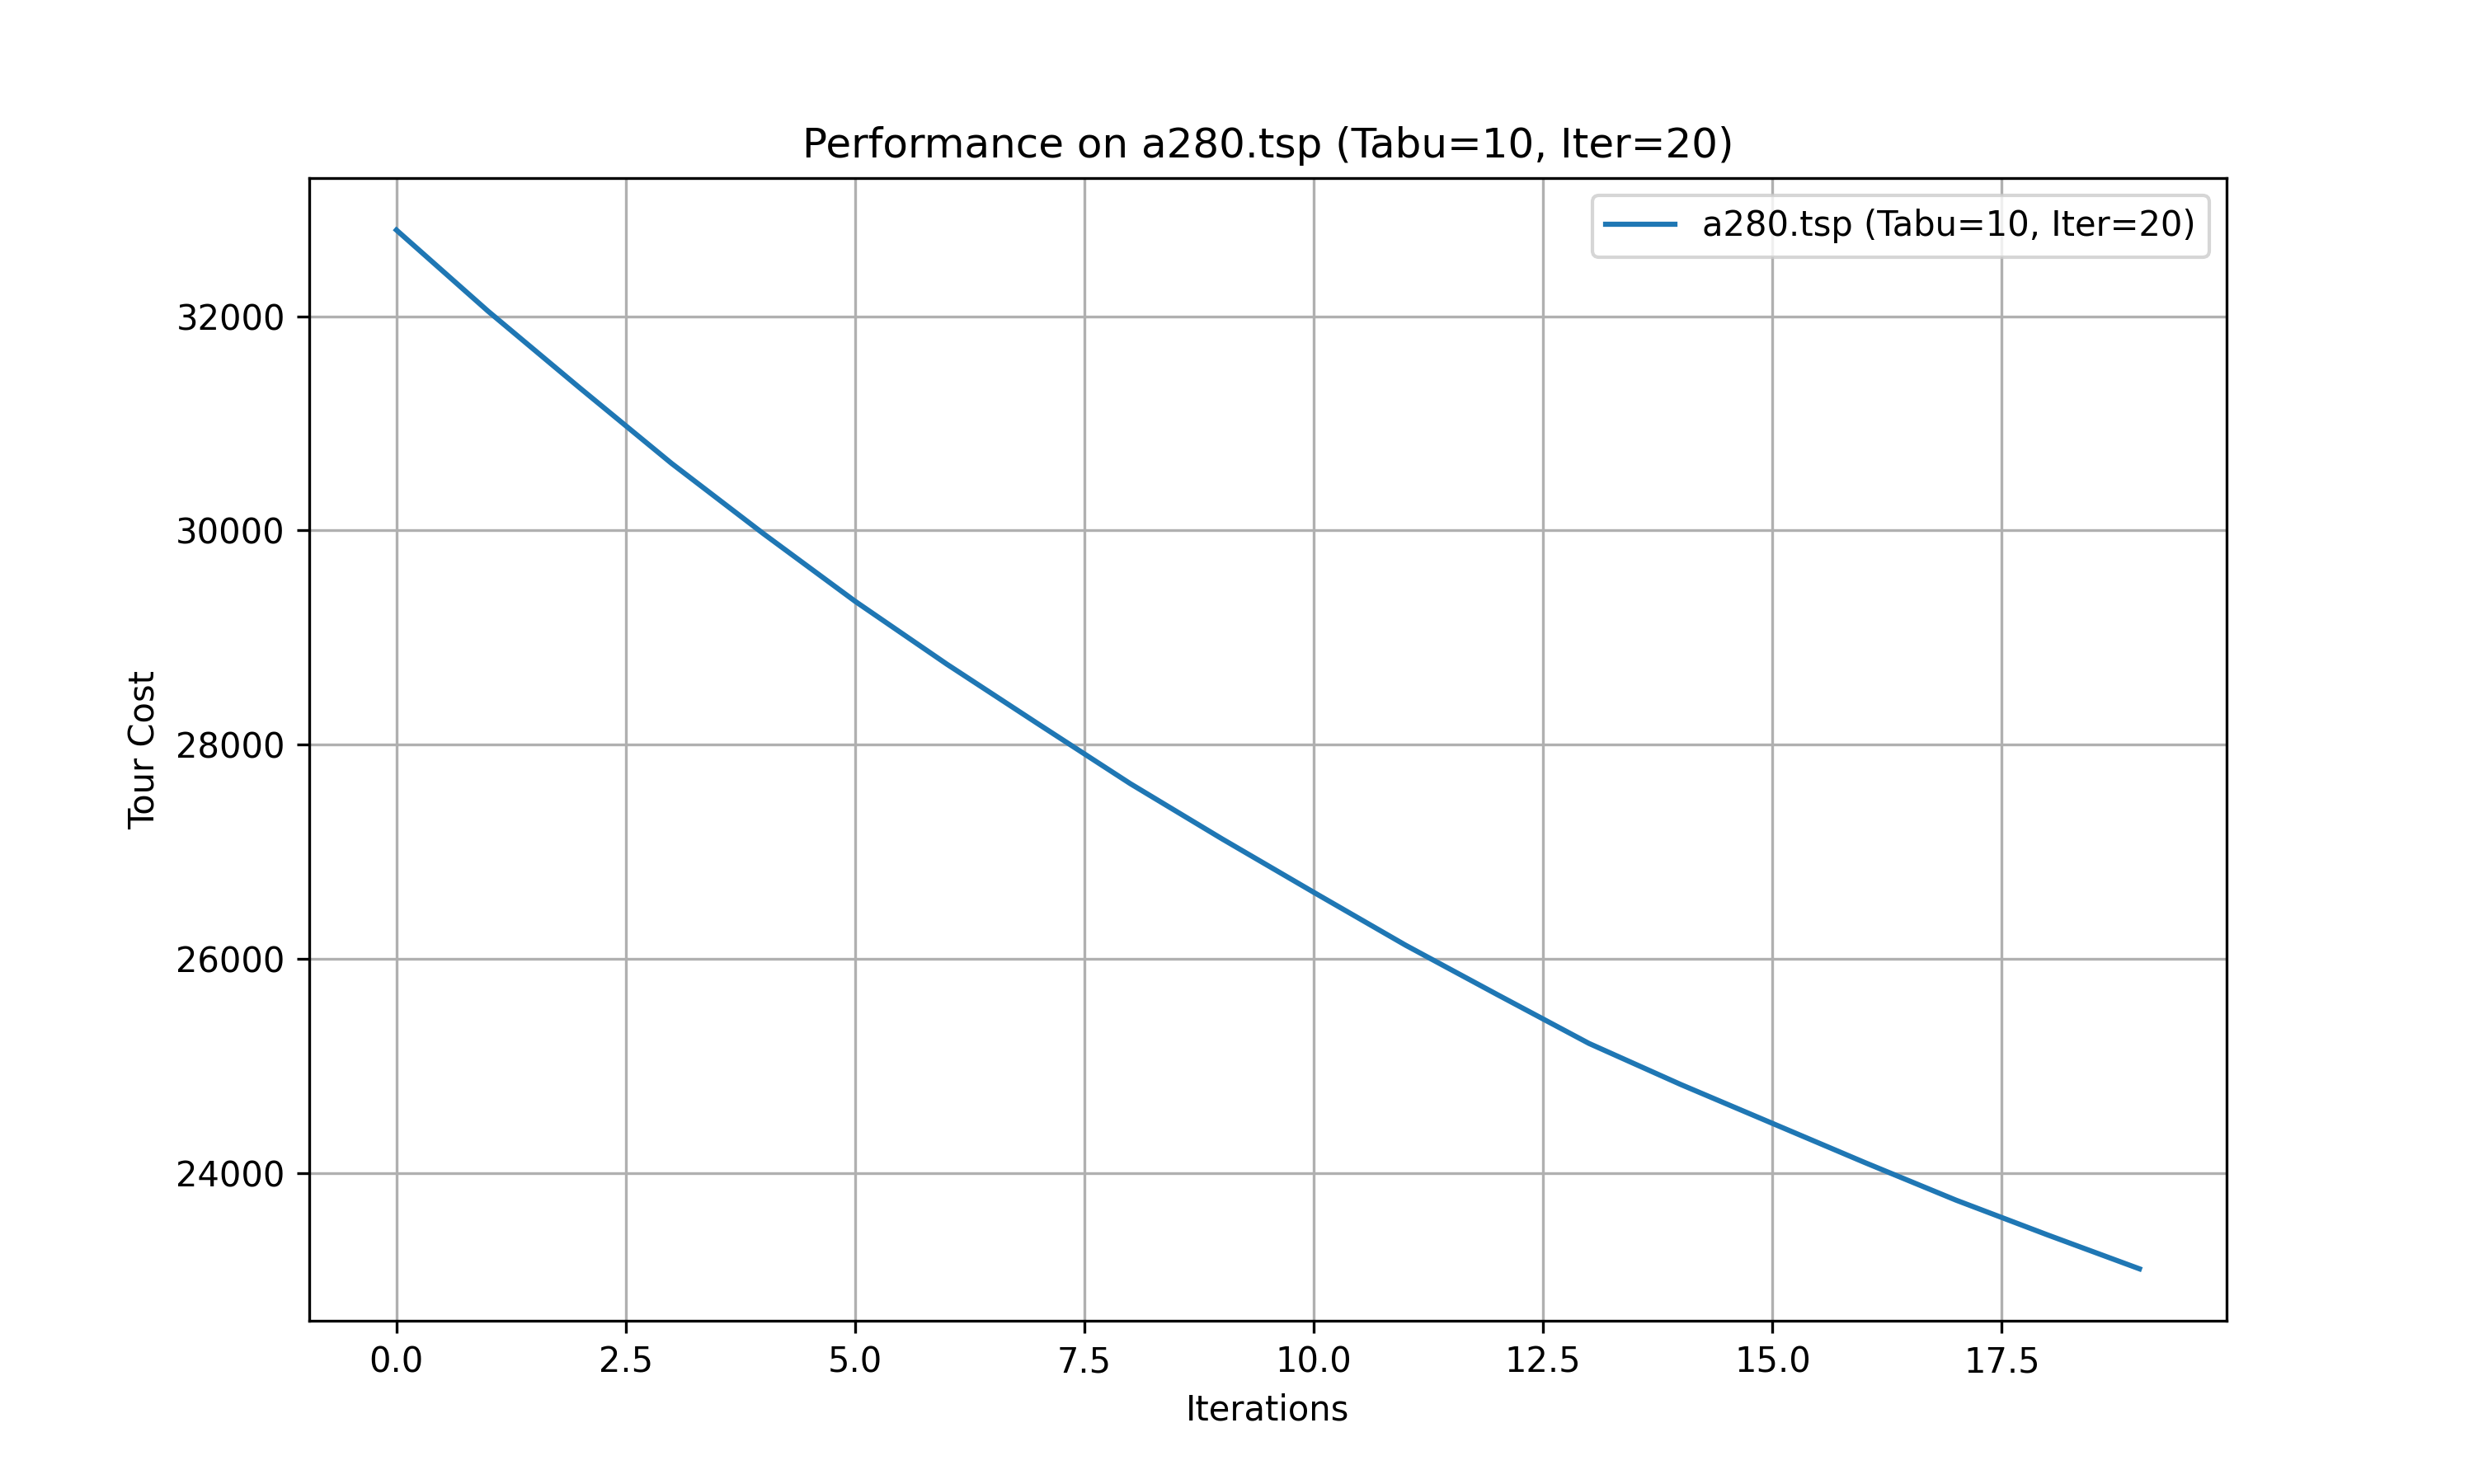 Performance on a280.tsp (Tabu=10, Iter=20)
a280.tsp (Tabu=10, Iter=20)
32000
30000
28000
26000
24000
Tour Cost
0.0 2.5 5.0 7.5 10.0 12.5 15.0 17.5
Iterations